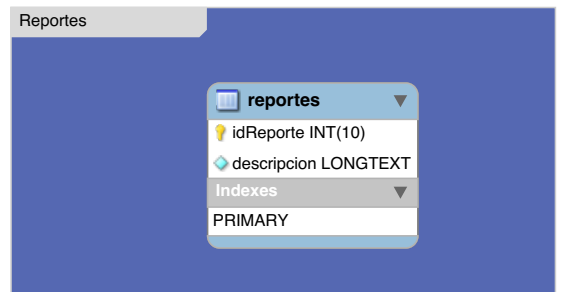 Reportes
reportes
idReporte INT(10)
descripcion LONGTEXT
Indexes
PRIMARY